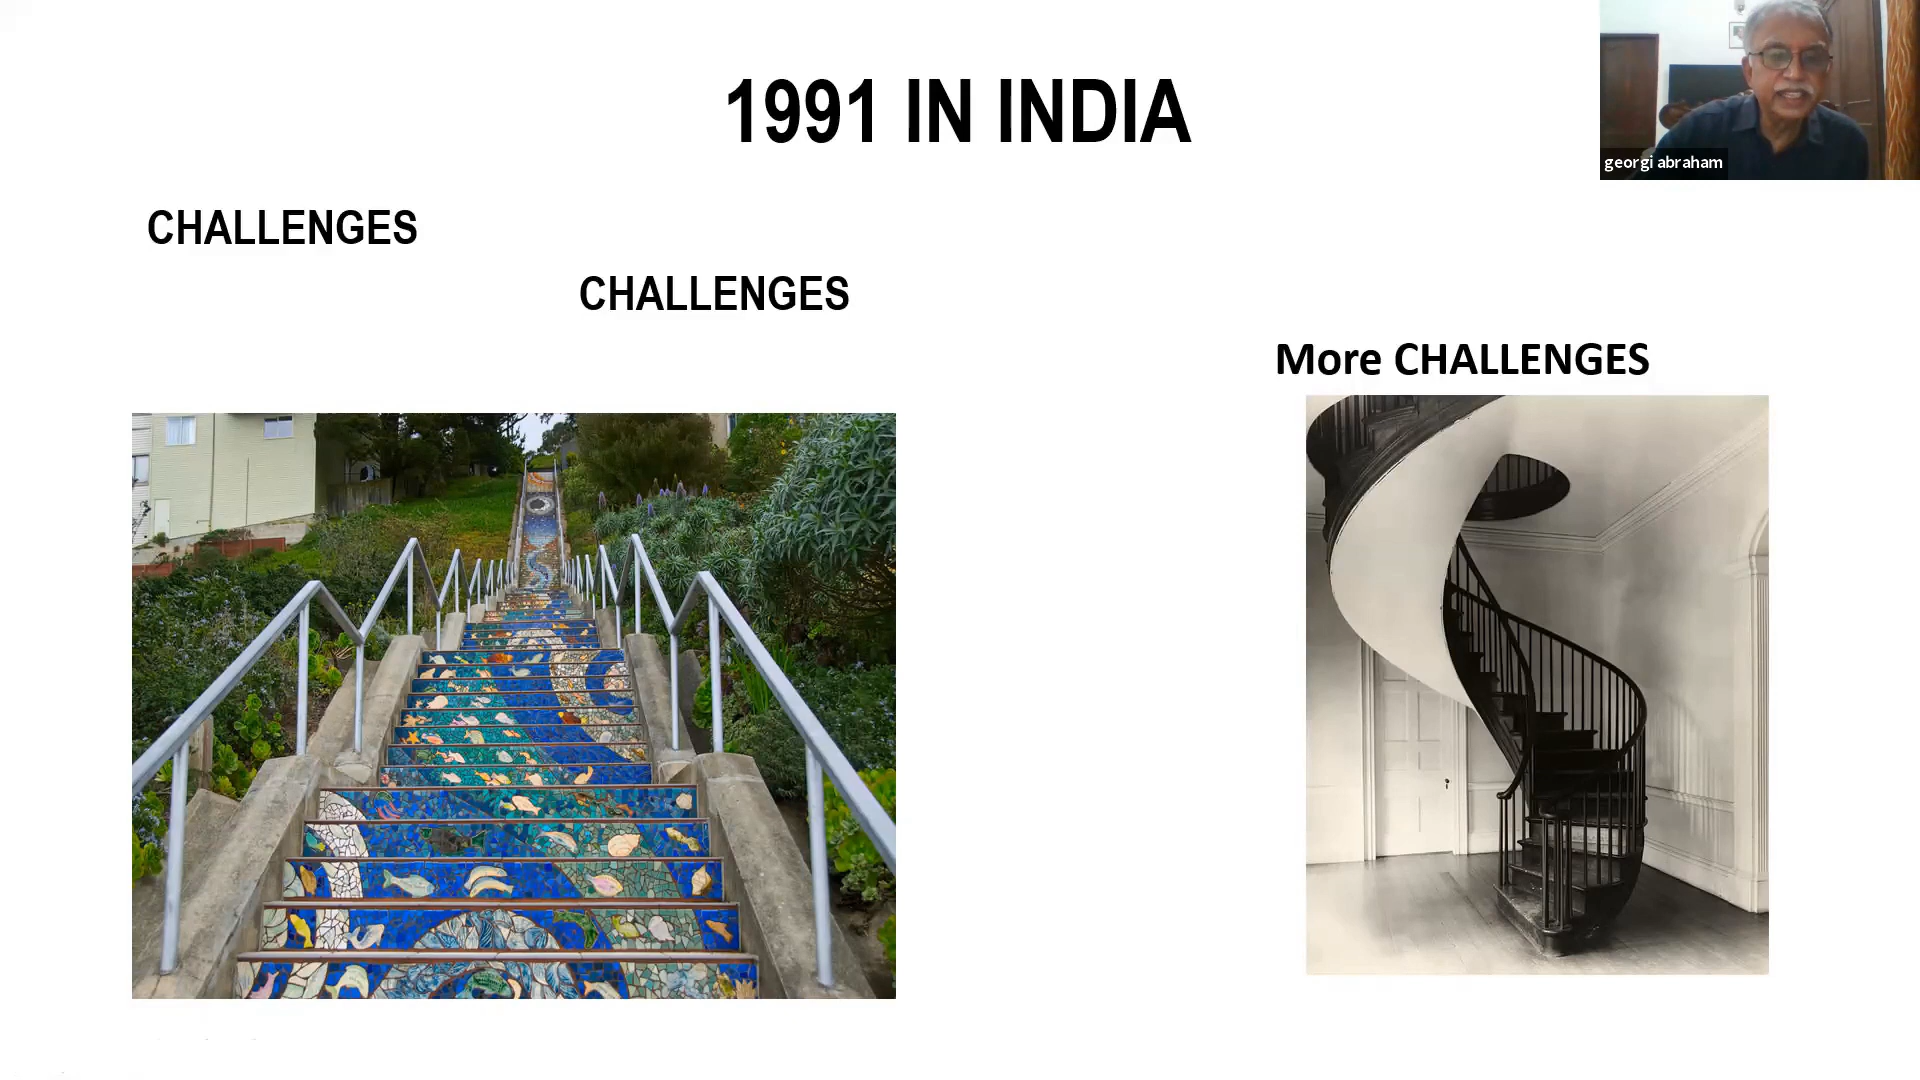 1991 IN INDIA
georgi abraham
CHALLENGES
CHALLENGES
More CHALLENGES